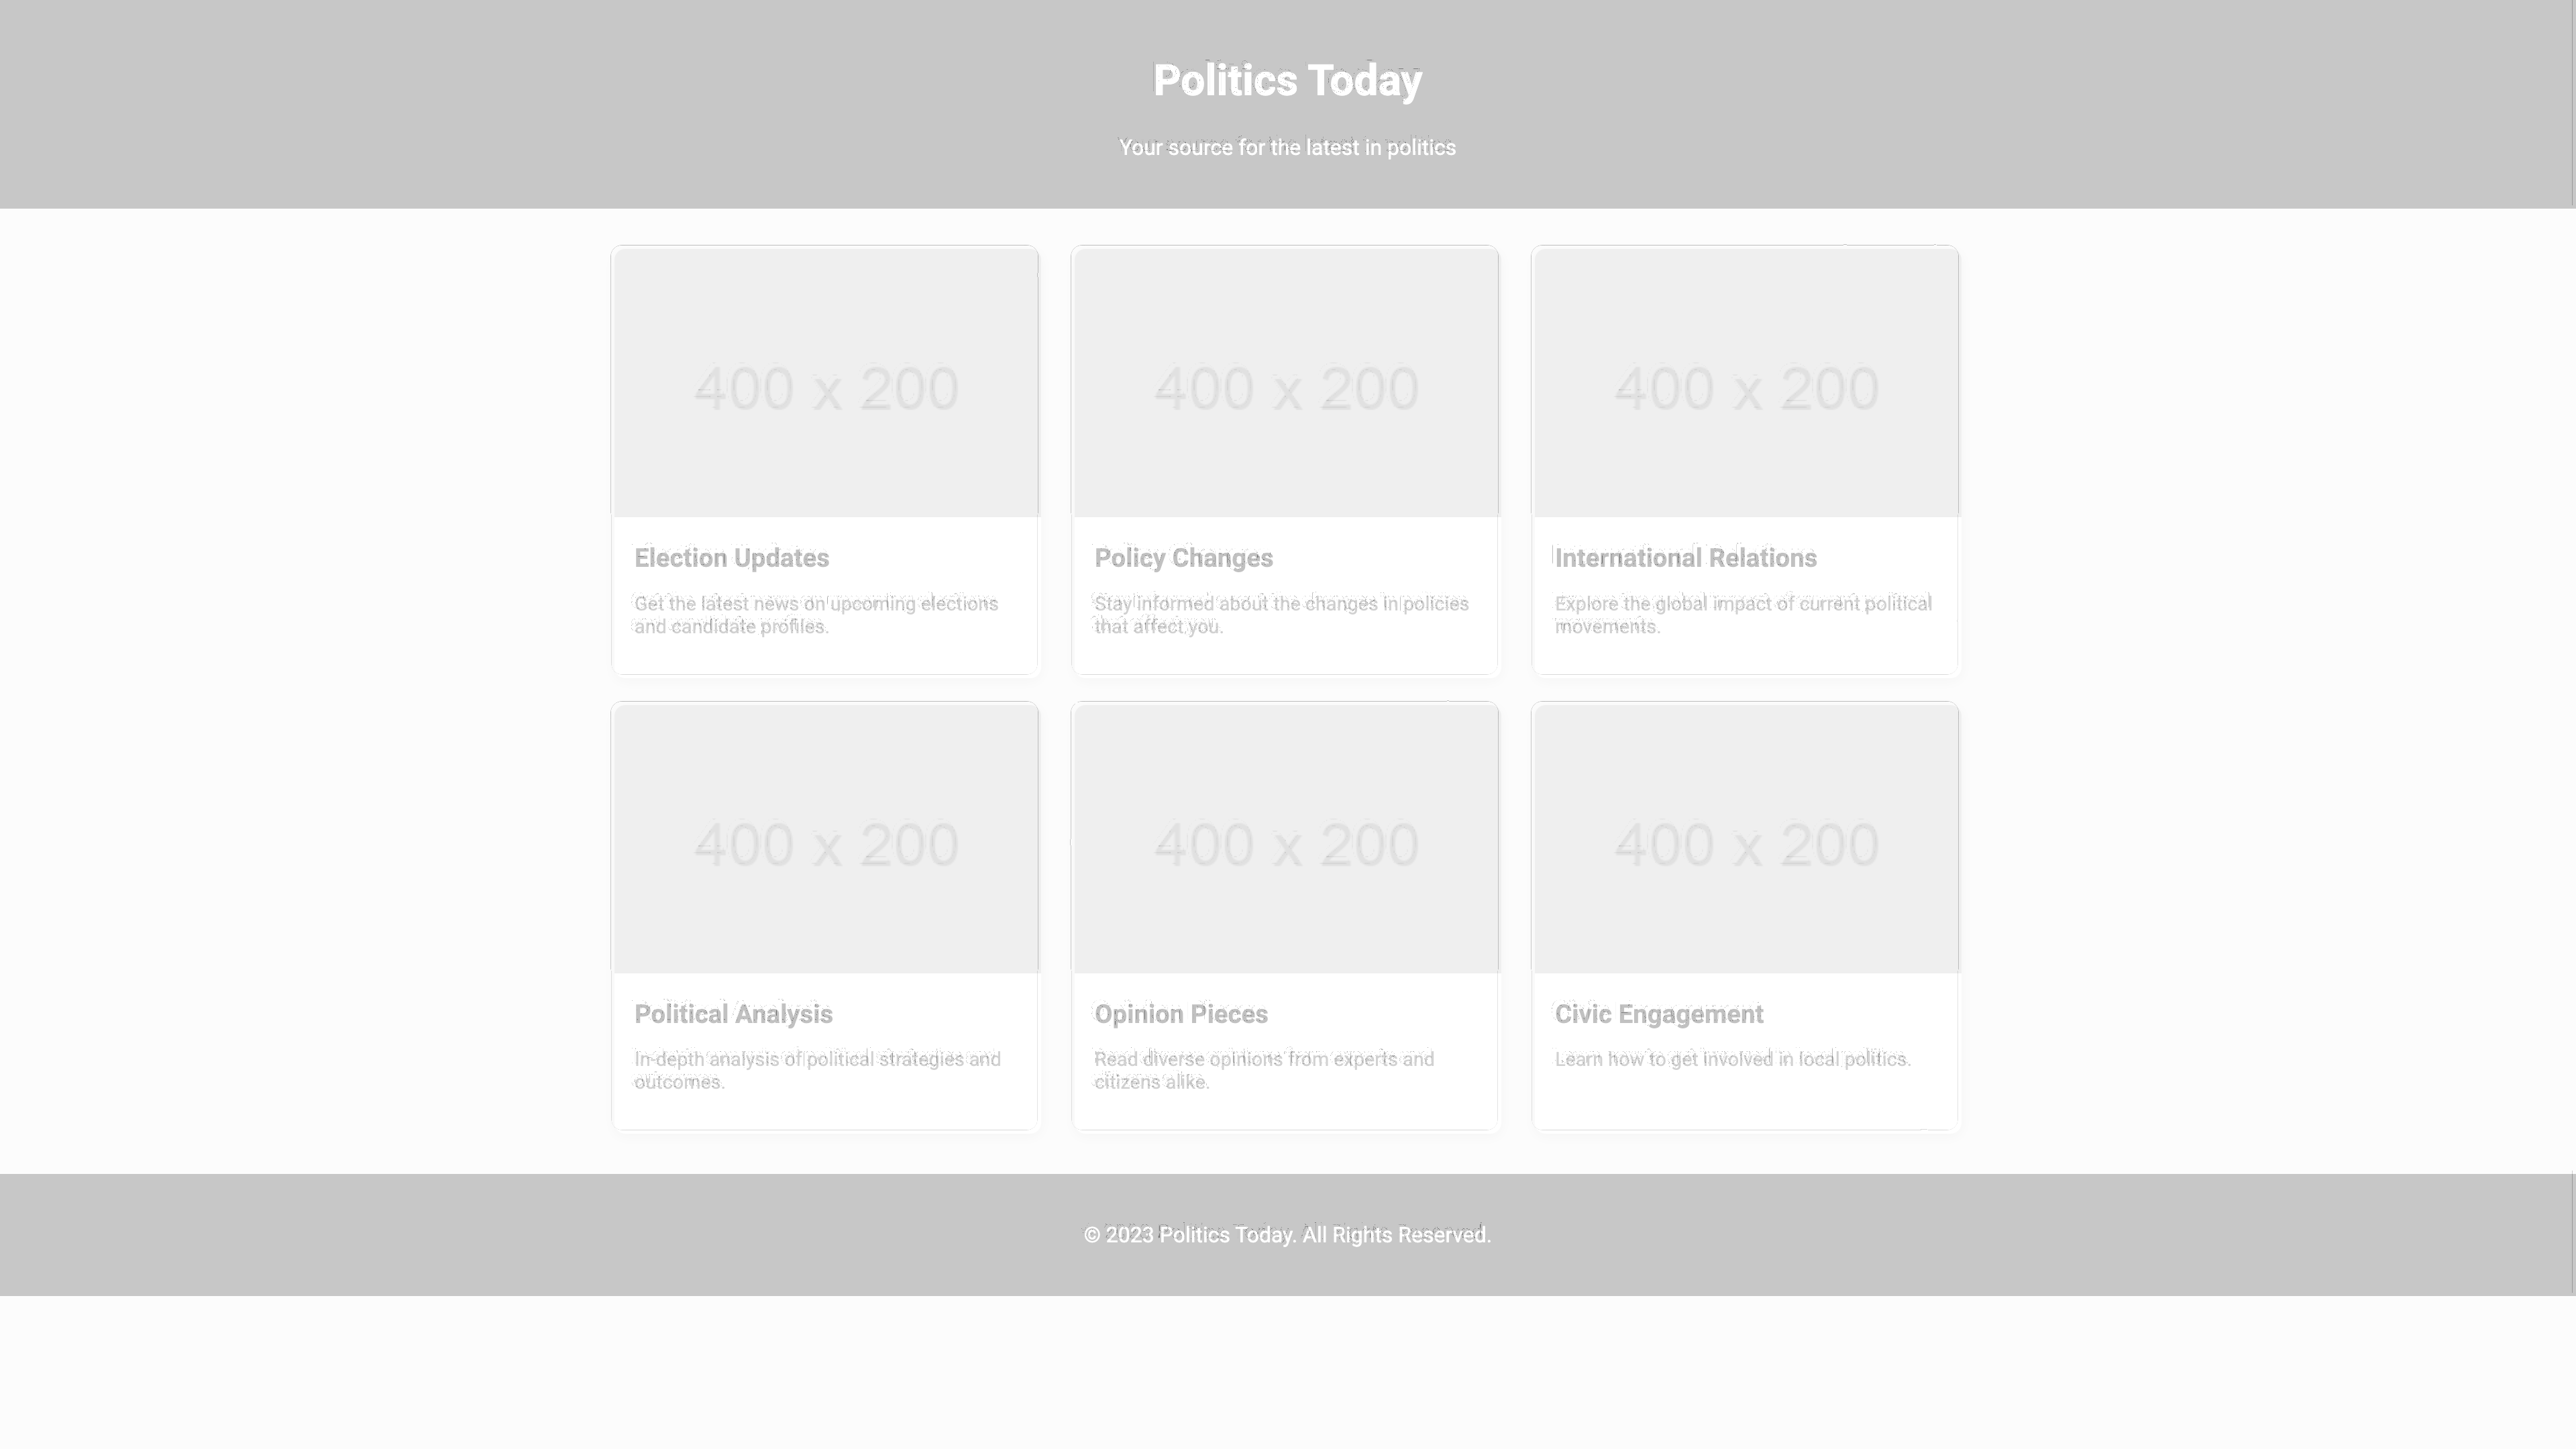 Politics Today
Your source for the latest in politics
400 x 200
400 x 200
400 x 200
Election Updates
Get the latest news on upcoming elections
and candidate profiles.
Policy Changes
Stay informed about the changes in policies
that affect you.
International Relations
Explore the global impact of current political
movements.
400 x 200
400 x 200
400 x 200
Political Analysis
In-depth analysis of political strategies and
outcomes.
Opinion Pieces
Read diverse opinions from experts and
citizens alike.
Civic Engagement
Learn how to get involved in local politics.
© 2023 Politics Today. All Rights Reserved.